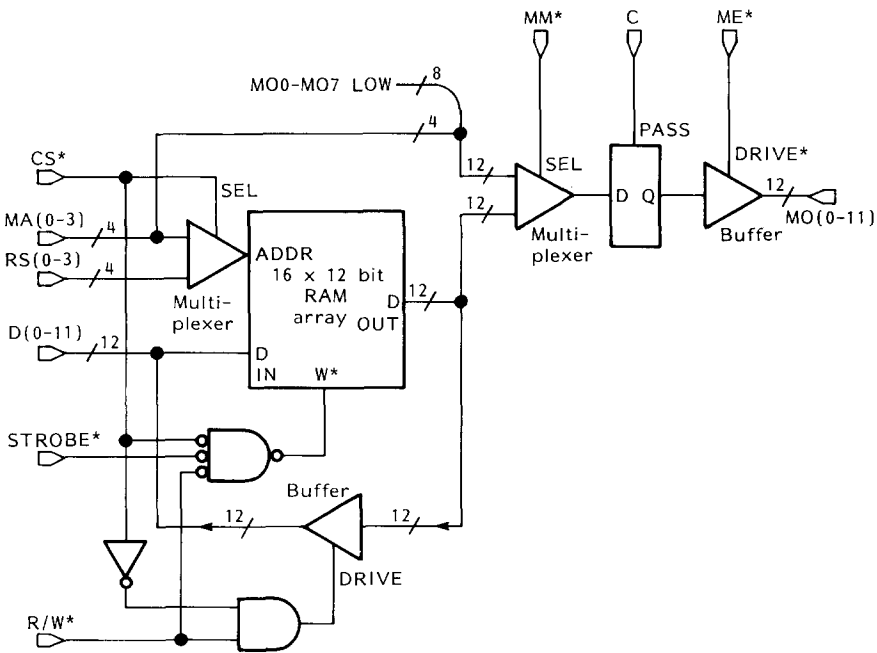 MM*
C
ME*
MO0-MO7 LOW
8
4
PASS
CS*
SEL
12
SEL
DRIVE*
D Q
12
MO(0-11)
MA(0-3)
4
12
Multi-
plexer
Buffer
RS(0-3)
4
ADDR
16 x 12 bit
RAM
array
Multi-
plexer
D
OUT
12
D(0-11)
12
D
IN
W*
STROBE*
Buffer
12
12
DRIVE
R/W*